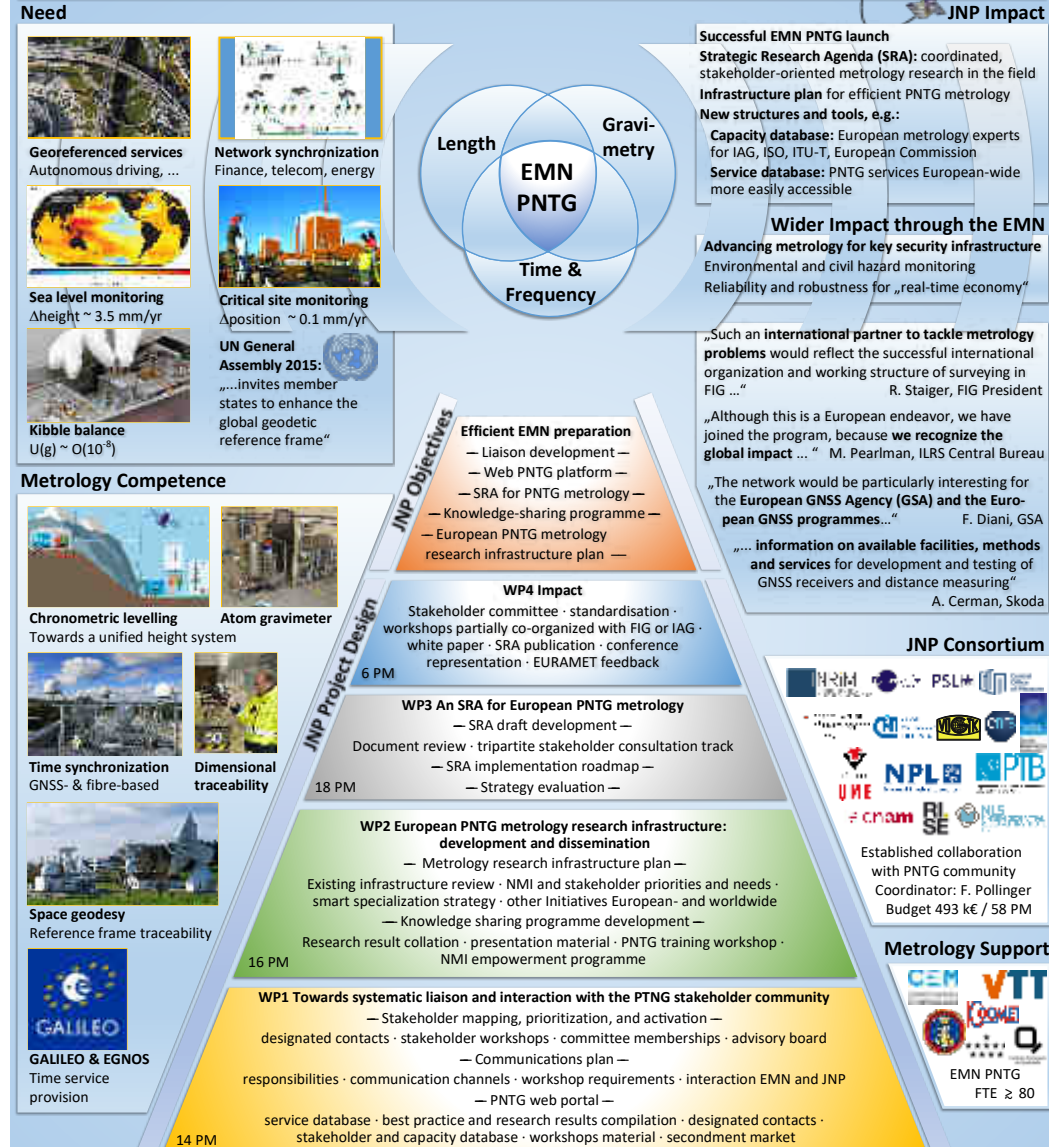 Need
Georeferenced services
Autonomous driving, ...
Network synchronization
Finance, telecom, energy
Sea level monitoring
Δheight ~ 3.5 mm/yr
Critical site monitoring
Δposition ~ 0.1 mm/yr
Kibble balance
U(g) ~ O(10⁻⁸)
UN General
Assembly 2015:
„...invites member
states to enhance the
global geodetic
reference frame“
Metrology Competence
Chronometric levelling
Towards a unified height system
Atom gravimeter
Time synchronization
GNSS- & fibre-based
Dimensional
traceability
Space geodesy
Reference frame traceability
GALILEO
GALILEO & EGNOS
Time service
provision
Length
Gravi-
metry
EMN
PNTG
Time &
Frequency
JNP Objectives
Efficient EMN preparation
— Liaison development —
— Web PNTG platform —
— SRA for PNTG metrology —
— Knowledge-sharing programme —
— European PNTG metrology
research infrastructure plan —
JNP Project Design
WP4 Impact
Stakeholder committee · standardisation ·
workshops partially co-organized with FIG or IAG ·
white paper · SRA publication · conference
representation · EURAMET feedback
6 PM
WP3 An SRA for European PNTG metrology
— SRA draft development —
Document review · tripartite stakeholder consultation track
— SRA implementation roadmap —
— Strategy evaluation —
18 PM
WP2 European PNTG metrology research infrastructure:
development and dissemination
— Metrology research infrastructure plan —
Existing infrastructure review · NMI and stakeholder priorities and needs ·
smart specialization strategy · other Initiatives European- and worldwide
— Knowledge sharing programme development —
Research result collation · presentation material · PNTG training workshop ·
NMI empowerment programme
16 PM
WP1 Towards systematic liaison and interaction with the PTNG stakeholder community
— Stakeholder mapping, prioritization, and activation —
designated contacts · stakeholder workshops · committee memberships · advisory board
— Communications plan —
responsibilities · communication channels · workshop requirements · interaction EMN and JNP
— PNTG web portal —
service database · best practice and research results compilation · designated contacts ·
stakeholder and capacity database · workshops material · secondment market
14 PM
JNP Impact
Successful EMN PNTG launch
Strategic Research Agenda (SRA): coordinated,
stakeholder-oriented metrology research in the field
Infrastructure plan for efficient PNTG metrology
New structures and tools, e.g.:
Capacity database: European metrology experts
for IAG, ISO, ITU-T, European Commission
Service database: PNTG services European-wide
more easily accessible
Wider Impact through the EMN
Advancing metrology for key security infrastructure
Environmental and civil hazard monitoring
Reliability and robustness for „real-time economy“
„Such an international partner to tackle metrology
problems would reflect the successful international
organization and working structure of surveying in
FIG ...“ R. Staiger, FIG President
„Although this is a European endeavor, we have
joined the program, because we recognize the
global impact ... “ M. Pearlman, ILRS Central Bureau
„The network would be particularly interesting for
the European GNSS Agency (GSA) and the Euro-
pean GNSS programmes...“ F. Diani, GSA
„... information on available facilities, methods
and services for development and testing of
GNSS receivers and distance measuring“
A. Cerman, Skoda
JNP Consortium
PSL
UME
NPL
PTB
cnam
RI
SE
NLS
Established collaboration
with PNTG community
Coordinator: F. Pollinger
Budget 493 k€ / 58 PM
Metrology Support
CEM
VTT
EMN PNTG
FTE ≳ 80